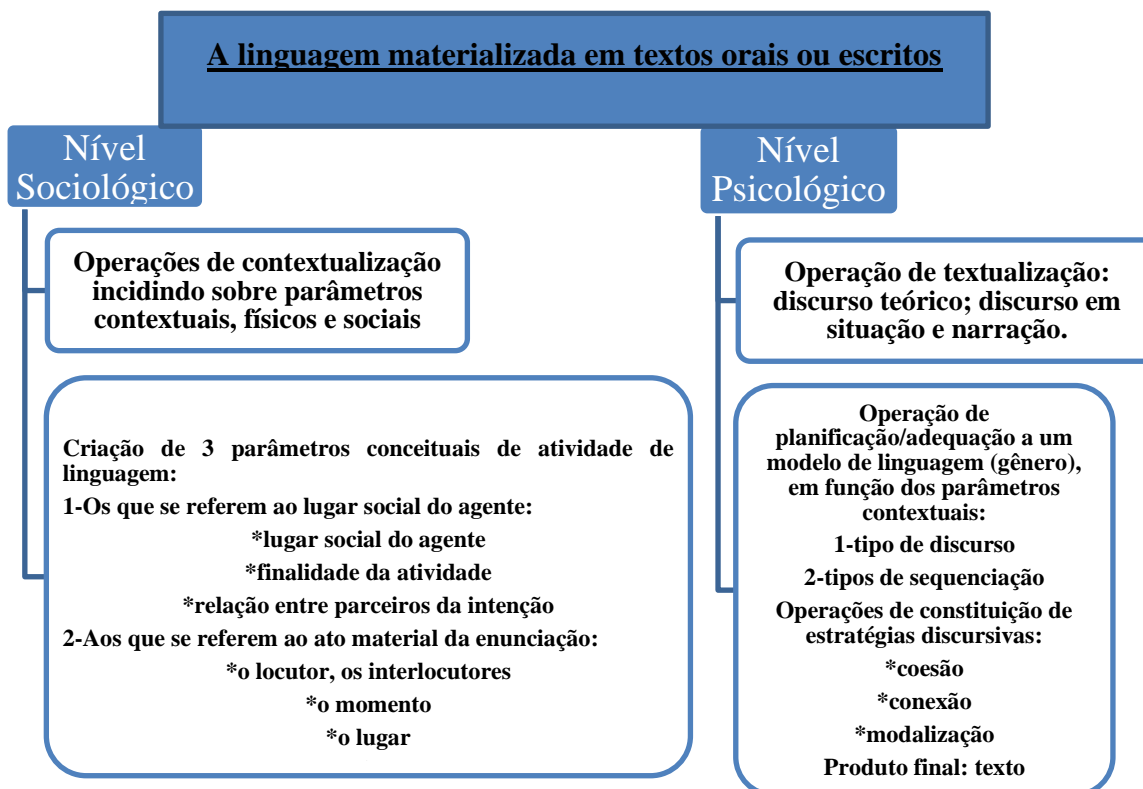 A linguagem materializada em textos orais ou escritos
Nível
Sociológico
Operações de contextualização
incidindo sobre parâmetros
contextuais, físicos e sociais
Criação de 3 parâmetros conceituais de atividade de
linguagem:
1-Os que se referem ao lugar social do agente:
*lugar social do agente
*finalidade da atividade
*relação entre parceiros da intenção
2-Aos que se referem ao ato material da enunciação:
*o locutor, os interlocutores
*o momento
*o lugar
Nível
Psicológico
Operação de textualização:
discurso teórico; discurso em
situação e narração.
Operação de
planificação/adequação a um
modelo de linguagem (gênero),
em função dos parâmetros
contextuais:
1-tipo de discurso
2-tipos de sequenciação
Operações de constituição de
estratégias discursivas:
*coesão
*conexão
*modalização
Produto final: texto